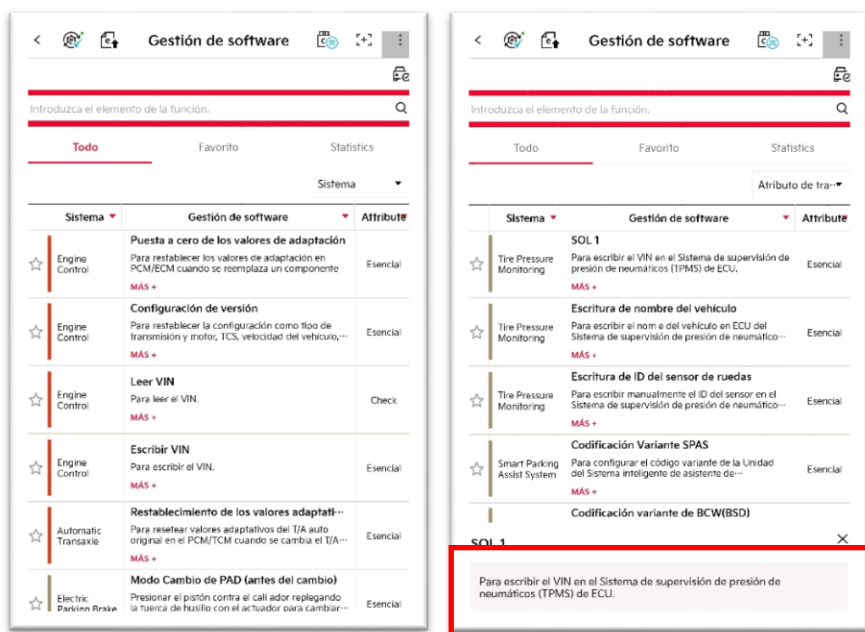 Gestión de software
Introduzca el elemento de la función.
Todo Favorito Statistics
Sistema
Sistema Gestión de software Attribute
Puesta a cero de los valores de adaptación
Engine Control
Para restablecer los valores de adaptación en
PCM/ECM cuando se reemplaza un componente
Esencial
MÁS +
Configuración de versión
Engine Control
Para restablecer la configuración como tipo de
transmisión y motor, TCS, velocidad del vehículo,···
Esencial
MÁS +
Leer VIN
Engine Control
Para leer el VIN.
Check
MÁS +
Escribir VIN
Engine Control
Para escribir el VIN.
Esencial
MÁS +
Restablecimiento de los valores adaptati···
Automatic Transaxle
Para resetear valores adaptativos del T/A auto
original en el PCM/TCM cuando se cambia el T/A···
Esencial
MÁS +
Modo Cambio de PAD (antes del cambio)
Electric Parking Brake
Presionar el pistón contra el cali ador replegando
la tuerca de husillo con el actuador para cambiar···
Esencial
Gestión de software
Introduzca el elemento de la función.
Todo Favorito Statistics
Atributo de tra···
Sistema Gestión de software Attribute
SOL 1
Tire Pressure Monitoring
Para escribir el VIN en el Sistema de supervisión de
presión de neumáticos (TPMS) de ECU.
Esencial
MÁS +
Escritura de nombre del vehículo
Tire Pressure Monitoring
Para escribir el nom e del vehículo en ECU del
Sistema de supervisión de presión de neumático···
Esencial
MÁS +
Escritura de ID del sensor de ruedas
Tire Pressure Monitoring
Para escribir manualmente el ID del sensor en el
Sistema de supervisión de presión de neumático···
Esencial
MÁS +
Codificación Variante SPAS
Smart Parking Assist System
Para configurar el código variante de la Unidad
del Sistema inteligente de asistente de···
Esencial
MÁS +
Codificación variante de BCW(BSD)
SOL 1
Para escribir el VIN en el Sistema de supervisión de presión de
neumáticos (TPMS) de ECU.